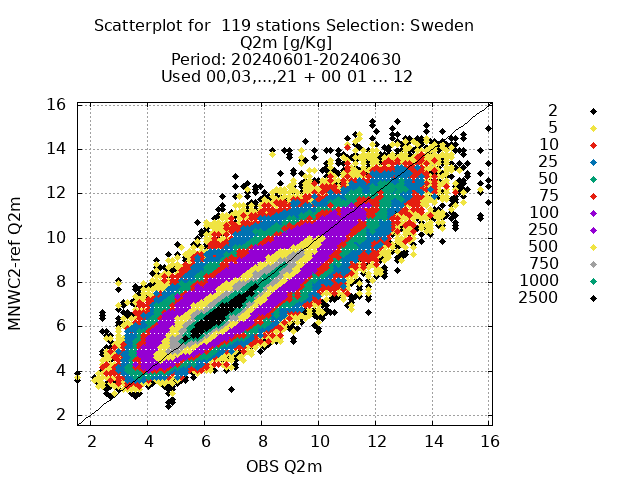 Scatterplot for  119 stations Selection: Sweden
Q2m [g/Kg]
Period: 20240601-20240630
Used 00,03,...,21 + 00 01 ... 12
16
14
12
10
8
6
4
2
MNWC2-ref Q2m
2 4 6 8 10 12 14 16
OBS Q2m
2
5
10
25
50
75
100
250
500
750
1000
2500